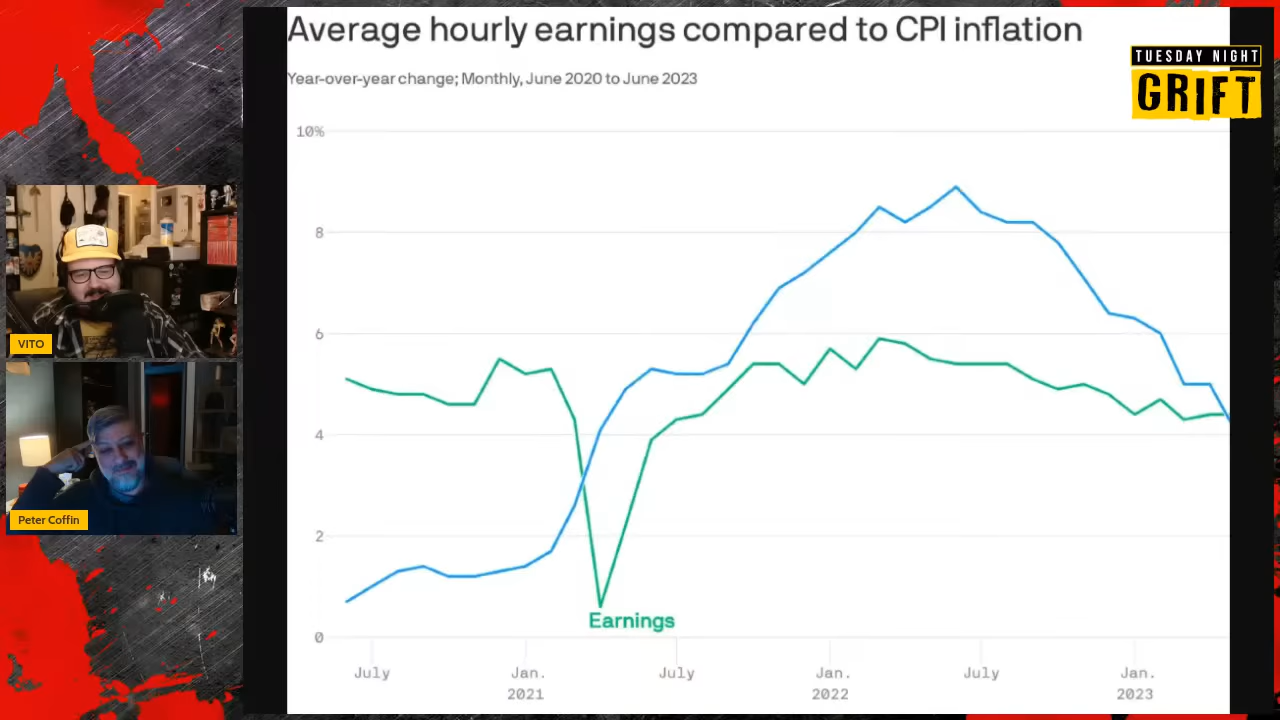 Average hourly earnings compared to CPI inflation
Year-over-year change; Monthly, June 2020 to June 2023
TUESDAY NIGHT
GRIFT
10%
8
6
4
2
0
Earnings
July
Jan.
2021
July
Jan.
2022
July
Jan.
2023
VITO
Peter Coffin